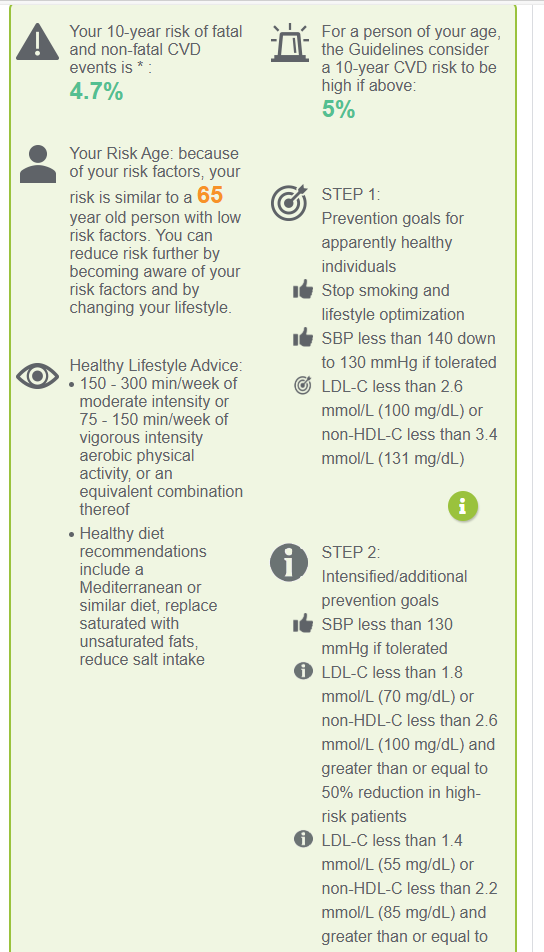 Your 10-year risk of fatal
and non-fatal CVD
events is * :
4.7%
Your Risk Age: because
of your risk factors, your
risk is similar to a 65
year old person with low
risk factors. You can
reduce risk further by
becoming aware of your
risk factors and by
changing your lifestyle.
Healthy Lifestyle Advice:
• 150 - 300 min/week of
moderate intensity or
75 - 150 min/week of
vigorous intensity
aerobic physical
activity, or an
equivalent combination
thereof
• Healthy diet
recommendations
include a
Mediterranean or
similar diet, replace
saturated with
unsaturated fats,
reduce salt intake
For a person of your age,
the Guidelines consider
a 10-year CVD risk to be
high if above:
5%
STEP 1:
Prevention goals for
apparently healthy
individuals
Stop smoking and
lifestyle optimization
SBP less than 140 down
to 130 mmHg if tolerated
LDL-C less than 2.6
mmol/L (100 mg/dL) or
non-HDL-C less than 3.4
mmol/L (131 mg/dL)
STEP 2:
Intensified/additional
prevention goals
SBP less than 130
mmHg if tolerated
LDL-C less than 1.8
mmol/L (70 mg/dL) or
non-HDL-C less than 2.6
mmol/L (100 mg/dL) and
greater than or equal to
50% reduction in high-
risk patients
LDL-C less than 1.4
mmol/L (55 mg/dL) or
non-HDL-C less than 2.2
mmol/L (85 mg/dL) and
greater than or equal to